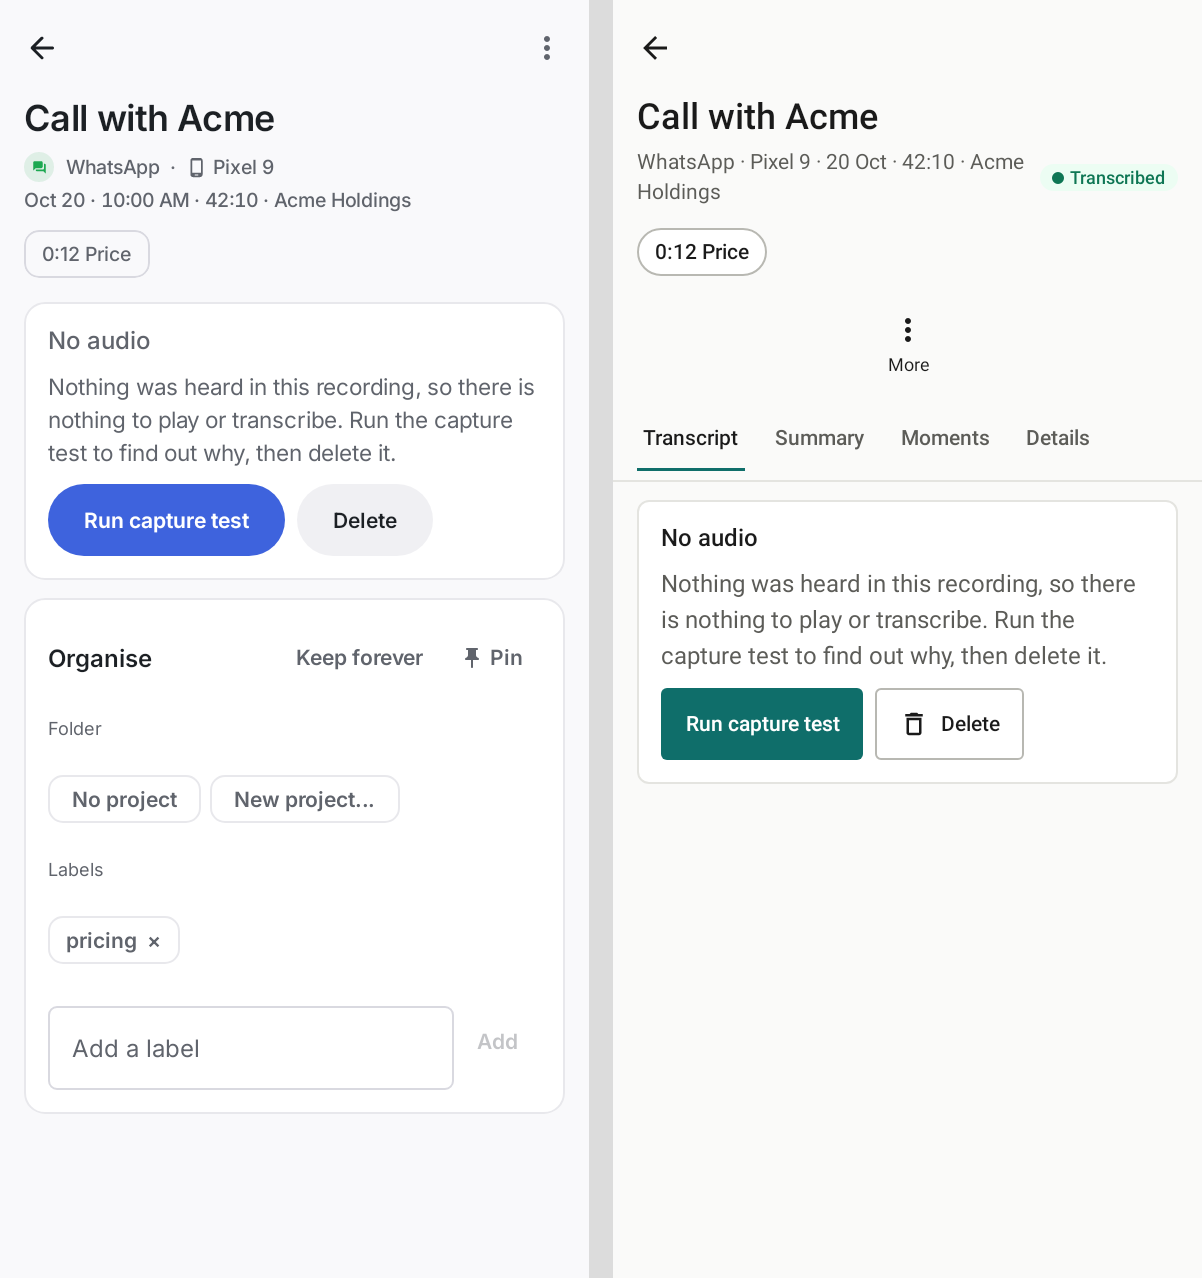 Call with Acme
WhatsApp · Pixel 9
Oct 20 · 10:00 AM · 42:10 · Acme Holdings
0:12 Price
No audio
Nothing was heard in this recording, so there is
nothing to play or transcribe. Run the capture
test to find out why, then delete it.
Run capture test
Delete
Organise
Keep forever
Pin
Folder
No project
New project...
Labels
pricing ×
Add a label
Add
Call with Acme
WhatsApp · Pixel 9 · 20 Oct · 42:10 · Acme
Holdings
Transcribed
0:12 Price
More
Transcript
Summary
Moments
Details
No audio
Nothing was heard in this recording, so there
is nothing to play or transcribe. Run the
capture test to find out why, then delete it.
Run capture test
Delete